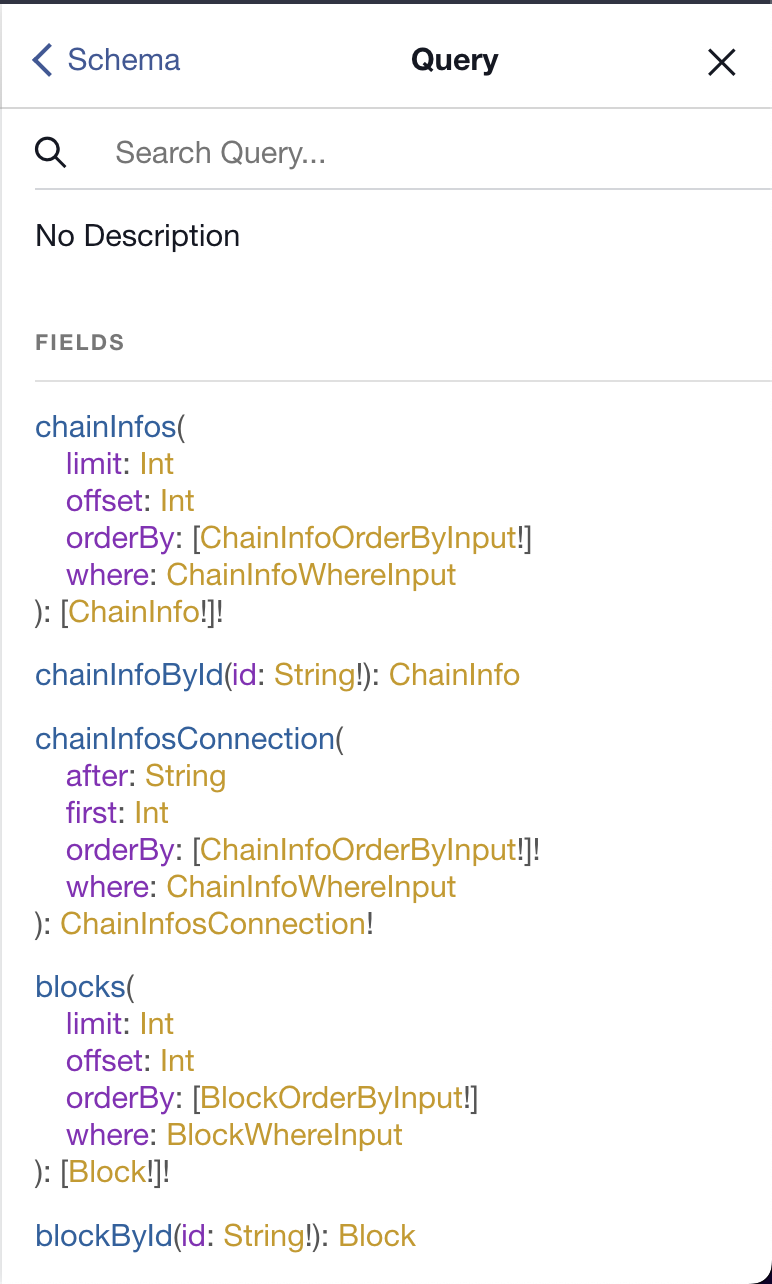 Schema
Query
Search Query...
No Description
FIELDS
chainInfos(
limit: Int
offset: Int
orderBy: [ChainInfoOrderByInput!]
where: ChainInfoWhereInput
): [ChainInfo!]!
chainInfoById(id: String!): ChainInfo
chainInfosConnection(
after: String
first: Int
orderBy: [ChainInfoOrderByInput!]!
where: ChainInfoWhereInput
): ChainInfosConnection!
blocks(
limit: Int
offset: Int
orderBy: [BlockOrderByInput!]
where: BlockWhereInput
): [Block!]!
blockById(id: String!): Block